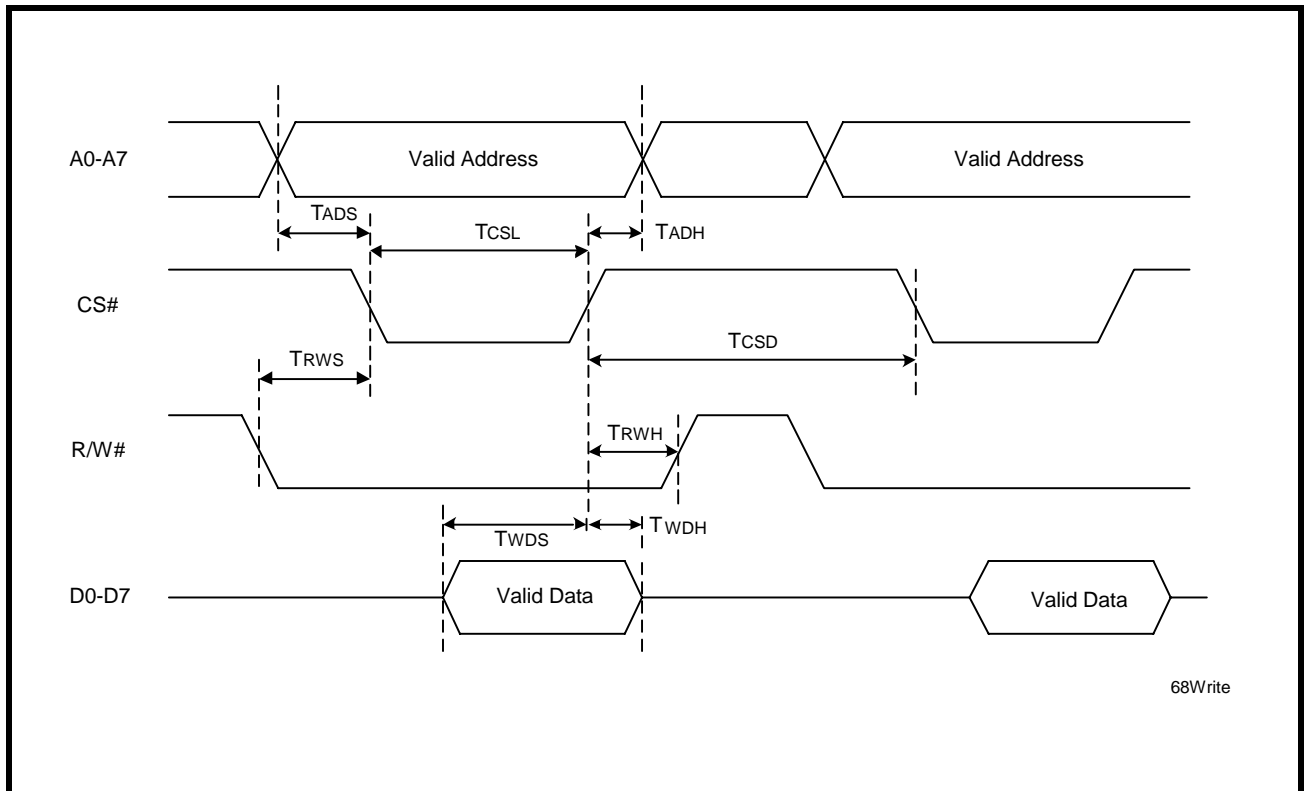 A0-A7
Valid Address
Valid Address
TADS
TCSL
TADH
CS#
TCSD
TRWS
R/W#
TRWH
TWDS
TWDH
D0-D7
Valid Data
Valid Data
68Write